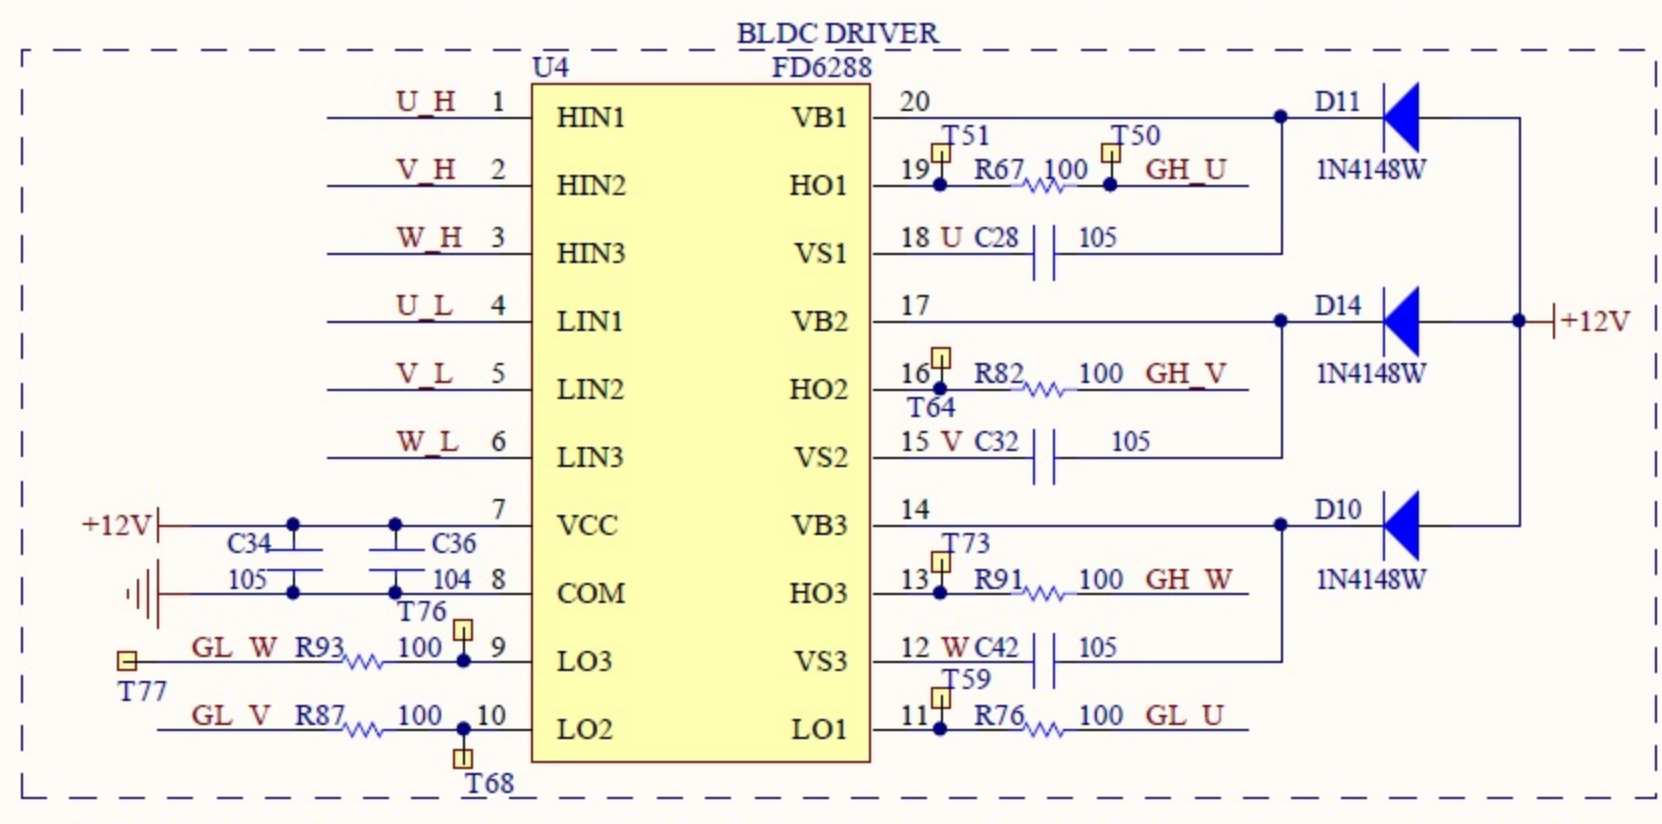 BLDC DRIVER
U4 FD6288
U_H 1 HIN1 VB1 20 D11
T51 T50
V_H 2 HIN2 HO1 19 R67 100 GH_U 1N4148W
W_H 3 HIN3 VS1 18 U C28 105
U_L 4 LIN1 VB2 17 D14 +12V
V_L 5 LIN2 HO2 16 R82 100 GH_V 1N4148W
T64
W_L 6 LIN3 VS2 15 V C32 105
+12V 7 VCC VB3 14 D10
C34 C36 T73
105 104 8 COM HO3 13 R91 100 GH_W 1N4148W
T76
GL_W R93 100 9 LO3 VS3 12 W C42 105
T77 T59
GL_V R87 100 10 LO2 LO1 11 R76 100 GL_U
T68